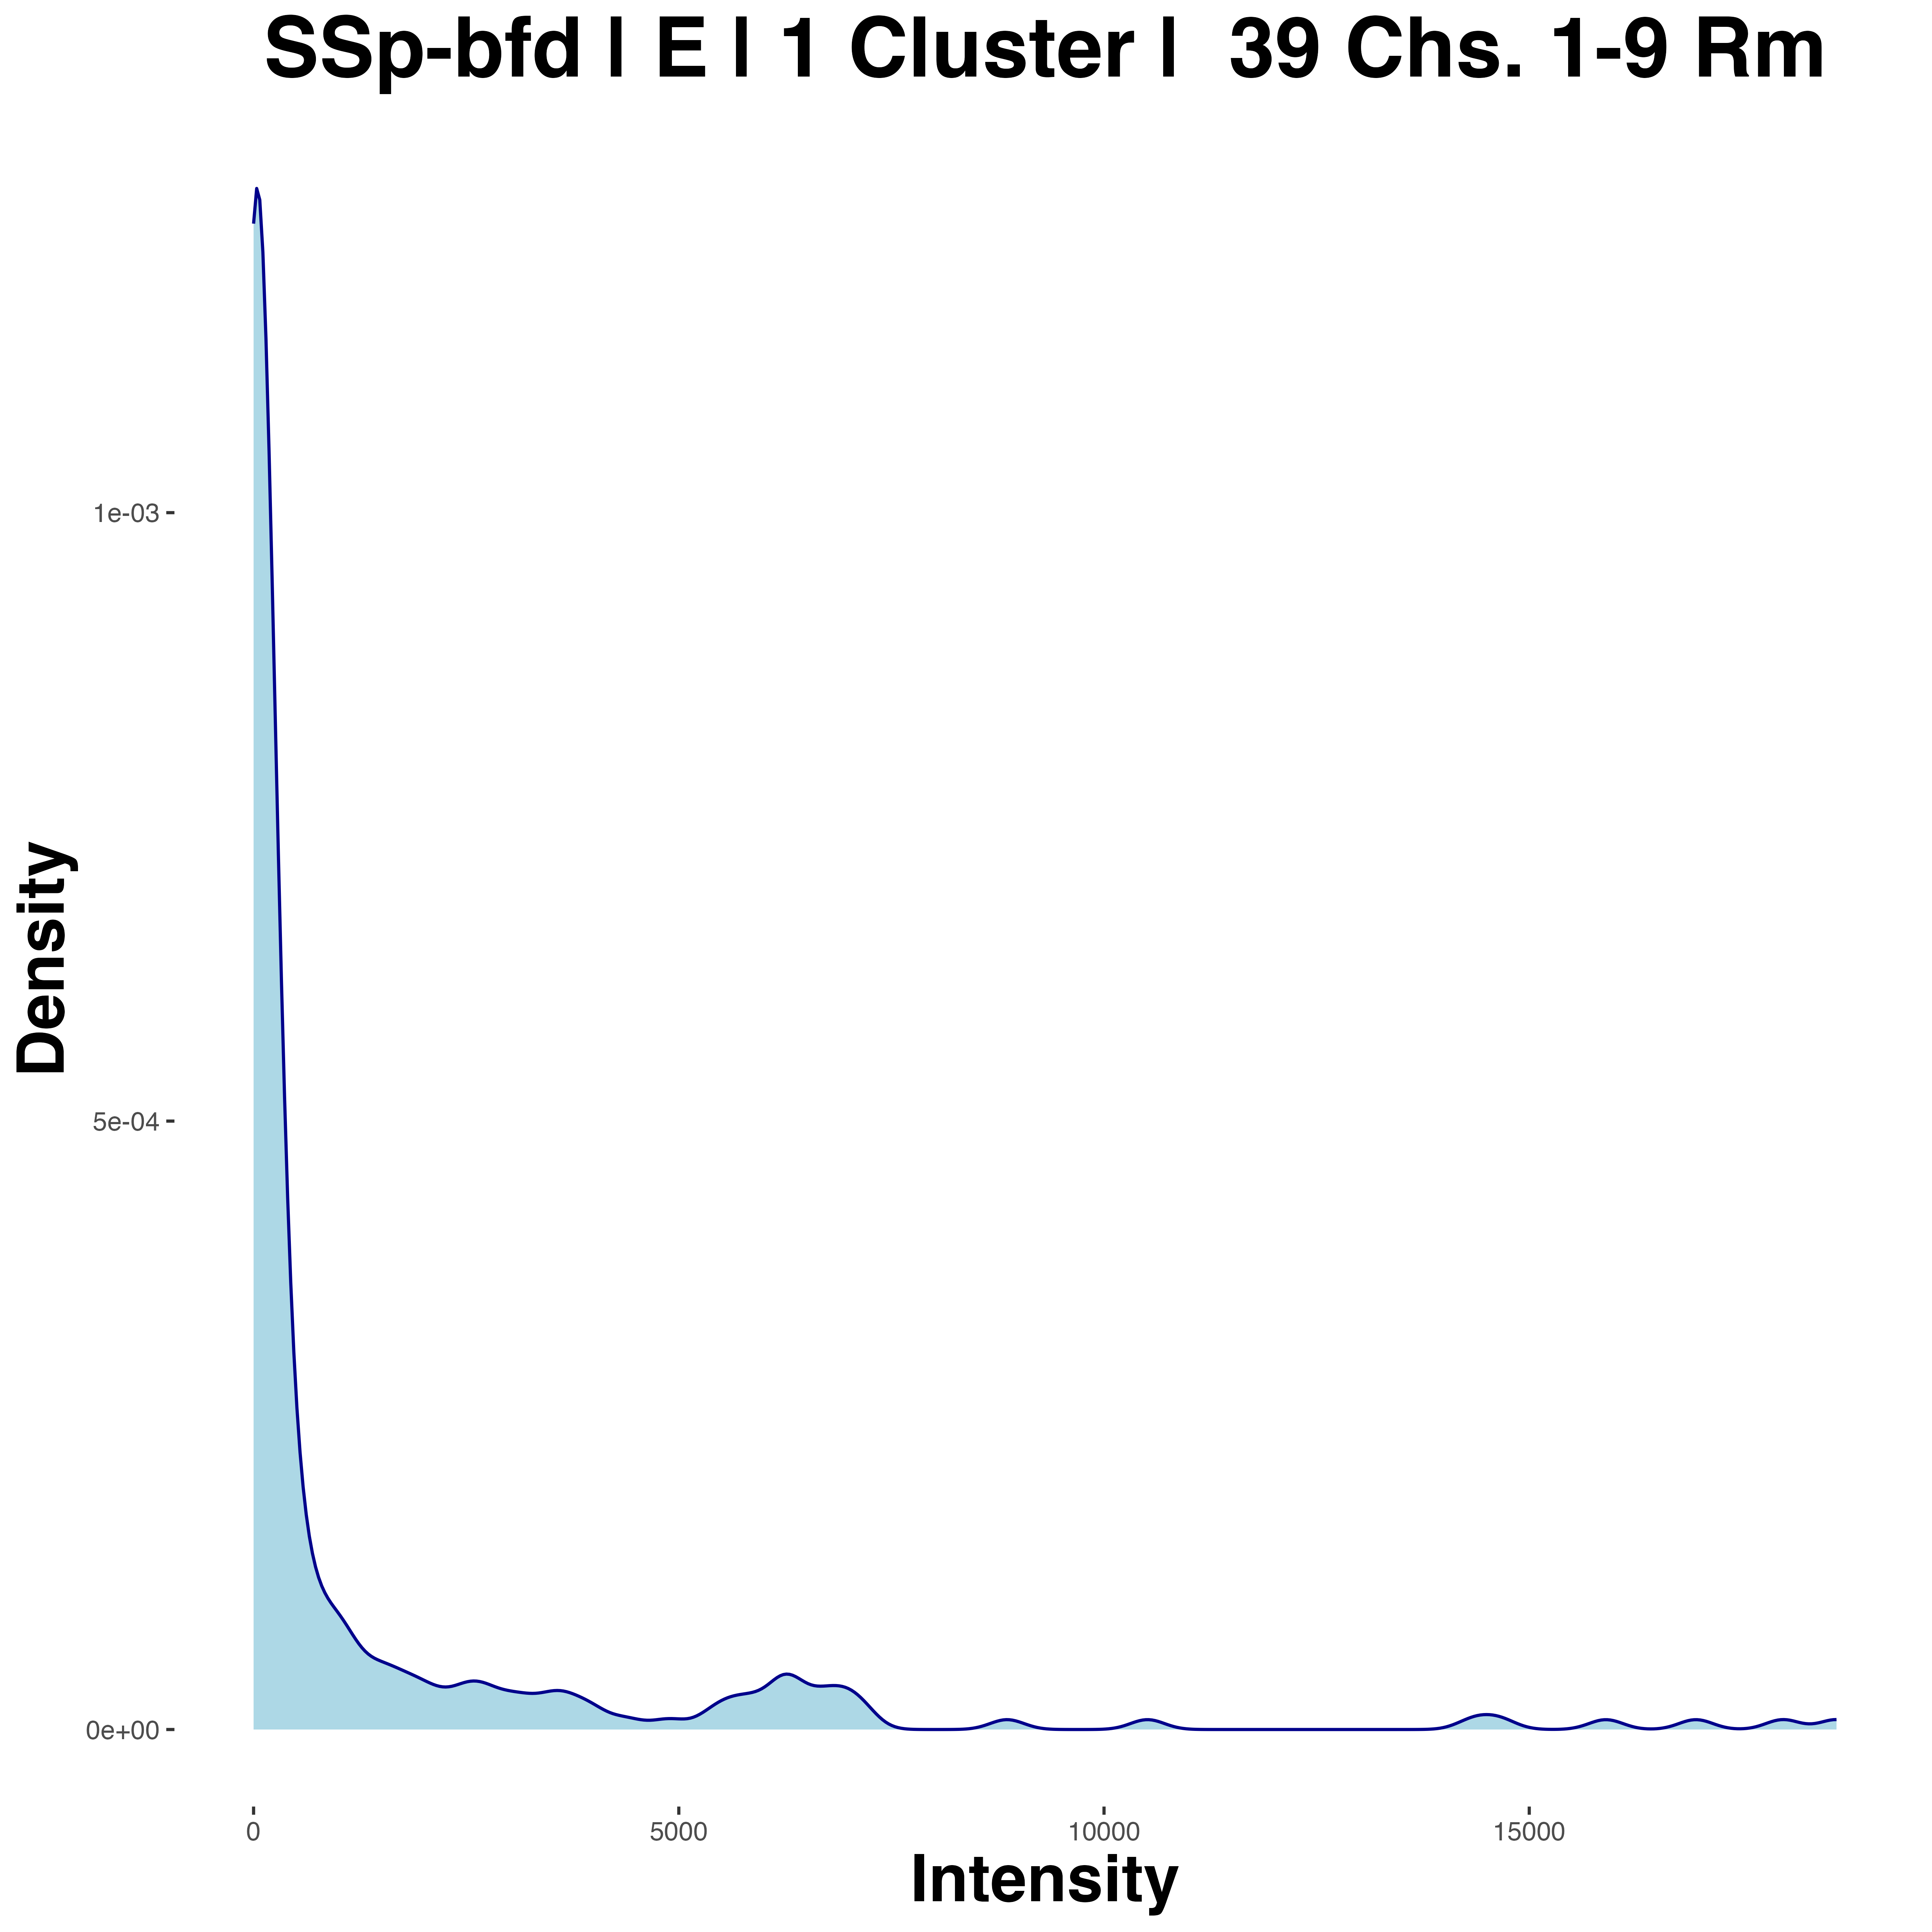 SSp-bfd | E | 1 Cluster |  39 Chs. 1-9 Rm
Density
1e-03
5e-04
0e+00
0
5000
10000
15000
Intensity